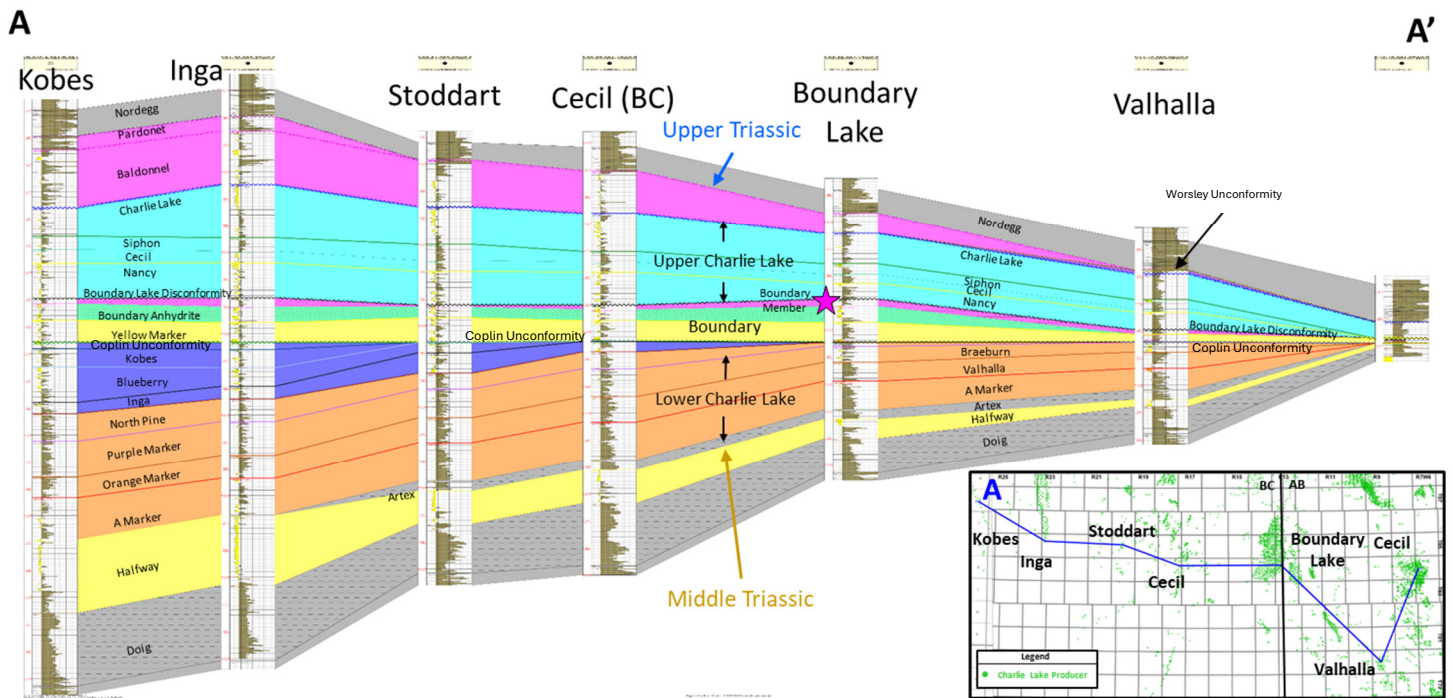 A
A'
Kobes
Inga
Stoddart
Cecil (BC)
Boundary
Lake
Valhalla
Upper Triassic
Worsley Unconformity
Nordegg
Pardonet
Baldonnel
Charlie Lake
Siphon
Cecil
Nancy
Boundary Lake Disconformity
Boundary Anhydrite
Yellow Marker
Coplin Unconformity
Kobes
Blueberry
Inga
North Pine
Purple Marker
Orange Marker
A Marker
Halfway
Doig
Artex
Coplin Unconformity
Upper Charlie Lake
Boundary
Member
Boundary
Lower Charlie Lake
Middle Triassic
Nordegg
Charlie Lake
Siphon
Cecil
Nancy
Boundary Lake Disconformity
Coplin Unconformity
Braeburn
Valhalla
A Marker
Artex
Halfway
Doig
A
R25
R23
R21
R19
R17
R15
BC
AB
R11
R9
R7W6
Kobes
Inga
Stoddart
Cecil
Boundary
Lake
Cecil
Valhalla
Legend
Charlie Lake Producer